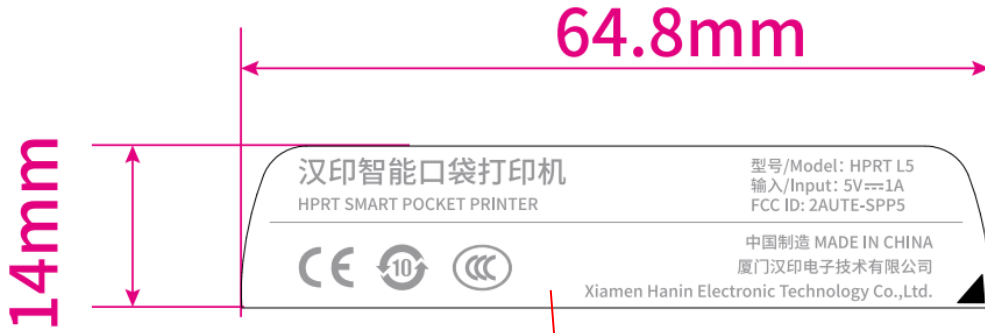 64.8mm
14mm
汉印智能口袋打印机
HPRT SMART POCKET PRINTER
型号/Model: HPRT L5
输入/Input: 5V⎓1A
FCC ID: 2AUTE-SPP5
CE
10
CCC
中国制造 MADE IN CHINA
厦门汉印电子技术有限公司
Xiamen Hanin Electronic Technology Co.,Ltd.